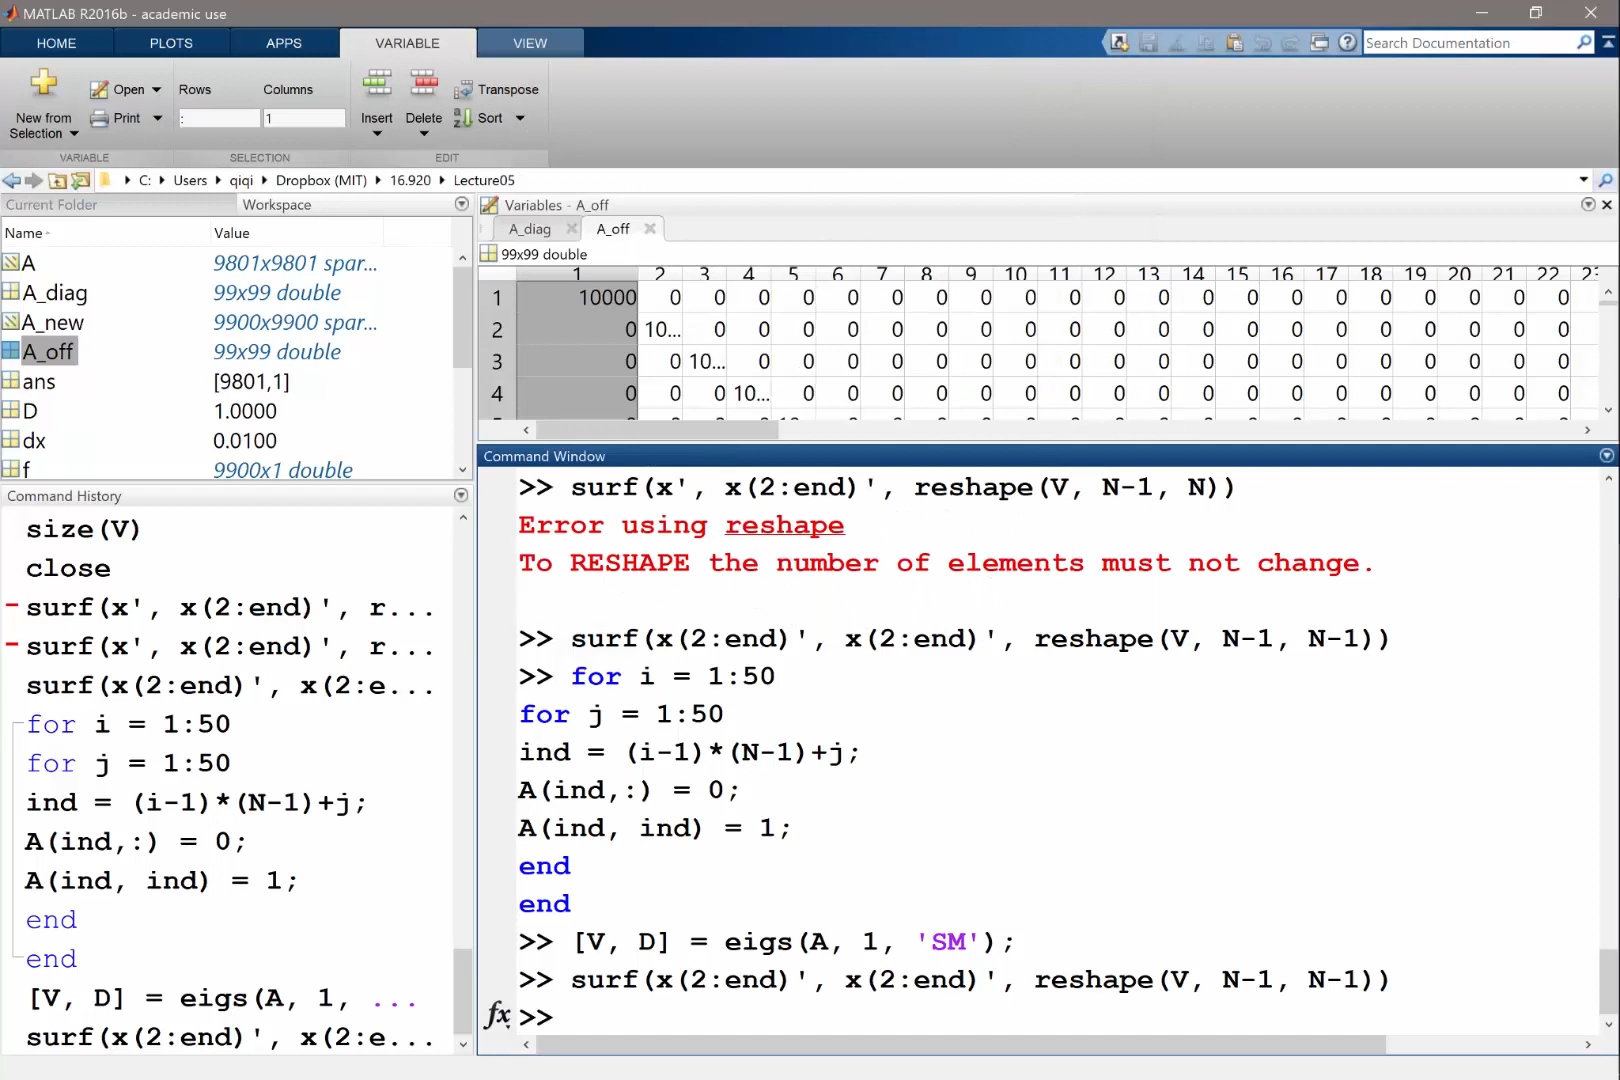 MATLAB R2016b - academic use
HOME PLOTS APPS VARIABLE VIEW
Search Documentation
New from Selection
Open
Print
Rows Columns
: 1
Insert
Delete
Transpose
Sort
VARIABLE SELECTION EDIT
C: Users qiqi Dropbox (MIT) 16.920 Lecture05
Current Folder
Workspace
Name Value
A 9801x9801 spar...
A_diag 99x99 double
A_new 9900x9900 spar...
A_off 99x99 double
ans [9801,1]
D 1.0000
dx 0.0100
f 9900x1 double
Command History
size(V)
close
surf(x', x(2:end)', r...
surf(x', x(2:end)', r...
surf(x(2:end)', x(2:e...
for i = 1:50
for j = 1:50
ind = (i-1)*(N-1)+j;
A(ind,:) = 0;
A(ind, ind) = 1;
end
end
[V, D] = eigs(A, 1, ...
surf(x(2:end)', x(2:e...
Variables - A_off
A_diag A_off
99x99 double
1 2 3 4 5 6 7 8 9 10 11 12 13 14 15 16 17 18 19 20 21 22
1 10000 0 0 0 0 0 0 0 0 0 0 0 0 0 0 0 0 0 0 0 0 0
2 0 10... 0 0 0 0 0 0 0 0 0 0 0 0 0 0 0 0 0 0 0 0
3 0 0 10... 0 0 0 0 0 0 0 0 0 0 0 0 0 0 0 0 0 0 0
4 0 0 0 10... 0 0 0 0 0 0 0 0 0 0 0 0 0 0 0 0 0 0
Command Window
>> surf(x', x(2:end)', reshape(V, N-1, N))
Error using reshape
To RESHAPE the number of elements must not change.
>> surf(x(2:end)', x(2:end)', reshape(V, N-1, N-1))
>> for i = 1:50
for j = 1:50
ind = (i-1)*(N-1)+j;
A(ind,:) = 0;
A(ind, ind) = 1;
end
end
>> [V, D] = eigs(A, 1, 'SM');
>> surf(x(2:end)', x(2:end)', reshape(V, N-1, N-1))
fx >>